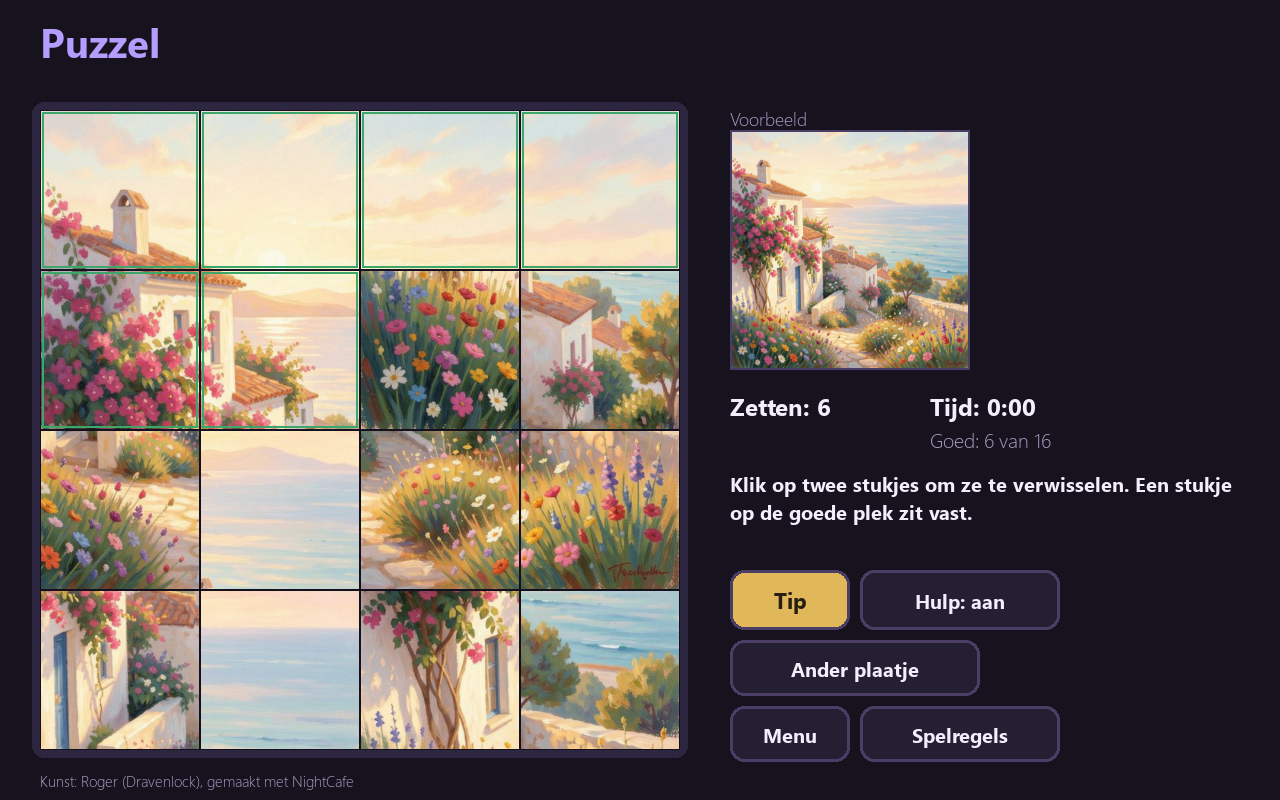 Puzzel
Voorbeeld
Zetten: 6
Tijd: 0:00
Goed: 6 van 16
Klik op twee stukjes om ze te verwisselen. Een stukje
op de goede plek zit vast.
Tip
Hulp: aan
Ander plaatje
Menu
Spelregels
Kunst: Roger (Dravenlock), gemaakt met NightCafe